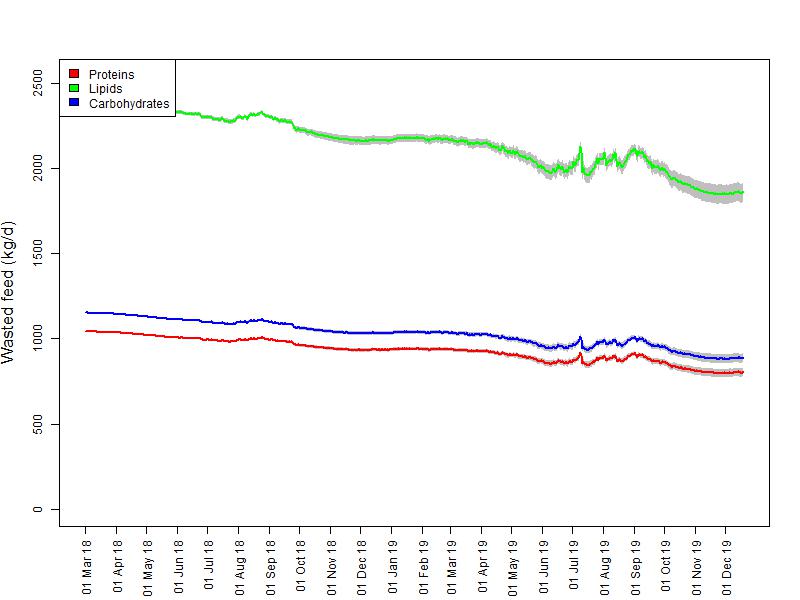 Proteins
Lipids
Carbohydrates
Wasted feed (kg/d)
2500
2000
1500
1000
500
0
01 Mar 18
01 Apr 18
01 May 18
01 Jun 18
01 Jul 18
01 Aug 18
01 Sep 18
01 Oct 18
01 Nov 18
01 Dec 18
01 Jan 19
01 Feb 19
01 Mar 19
01 Apr 19
01 May 19
01 Jun 19
01 Jul 19
01 Aug 19
01 Sep 19
01 Oct 19
01 Nov 19
01 Dec 19